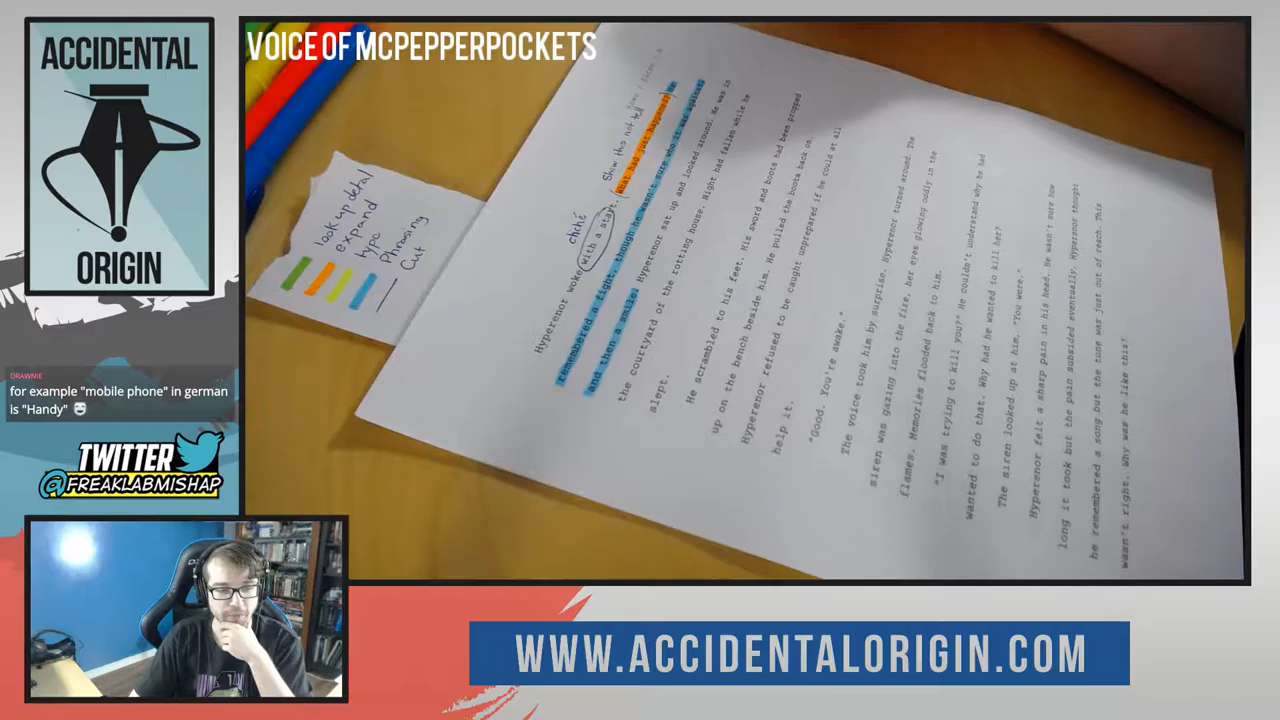 VOICE OF MCPEPPERPOCKETS
ACCIDENTAL
ORIGIN
DRAWNIE
for example "mobile phone" in german
is "Handy"
TWITTER
@FREAKLABMISHAP
look up detail
expand
hype
Phrasing
Cut
Show this not tell
cliché
Hyperenor woke with a start. What had just happened? He
remembered a fight, though he wasn't sure who it was against,
and then a smile. Hyperenor sat up and looked around. He was in
the courtyard of the rotting house. Night had fallen while he
slept.
He scrambled to his feet. His sword and boots had been propped
up on the bench beside him. He pulled the boots back on.
Hyperenor refused to be caught unprepared if he could at all
help it.
"Good. You're awake."
The voice took him by surprise. Hyperenor turned around. The
siren was gazing into the fire, her eyes glowing oddly in the
flames. Memories flooded back to him.
"I was trying to kill you?" He couldn't understand why he had
wanted to do that. Why had he wanted to kill her?
The siren looked up at him. "You were."
Hyperenor felt a sharp pain in his head. He wasn't sure how
long it took but the pain subsided eventually. Hyperenor thought
he remembered a song but the tune was just out of reach. This
wasn't right. Why was he like this?
WWW.ACCIDENTALORIGIN.COM